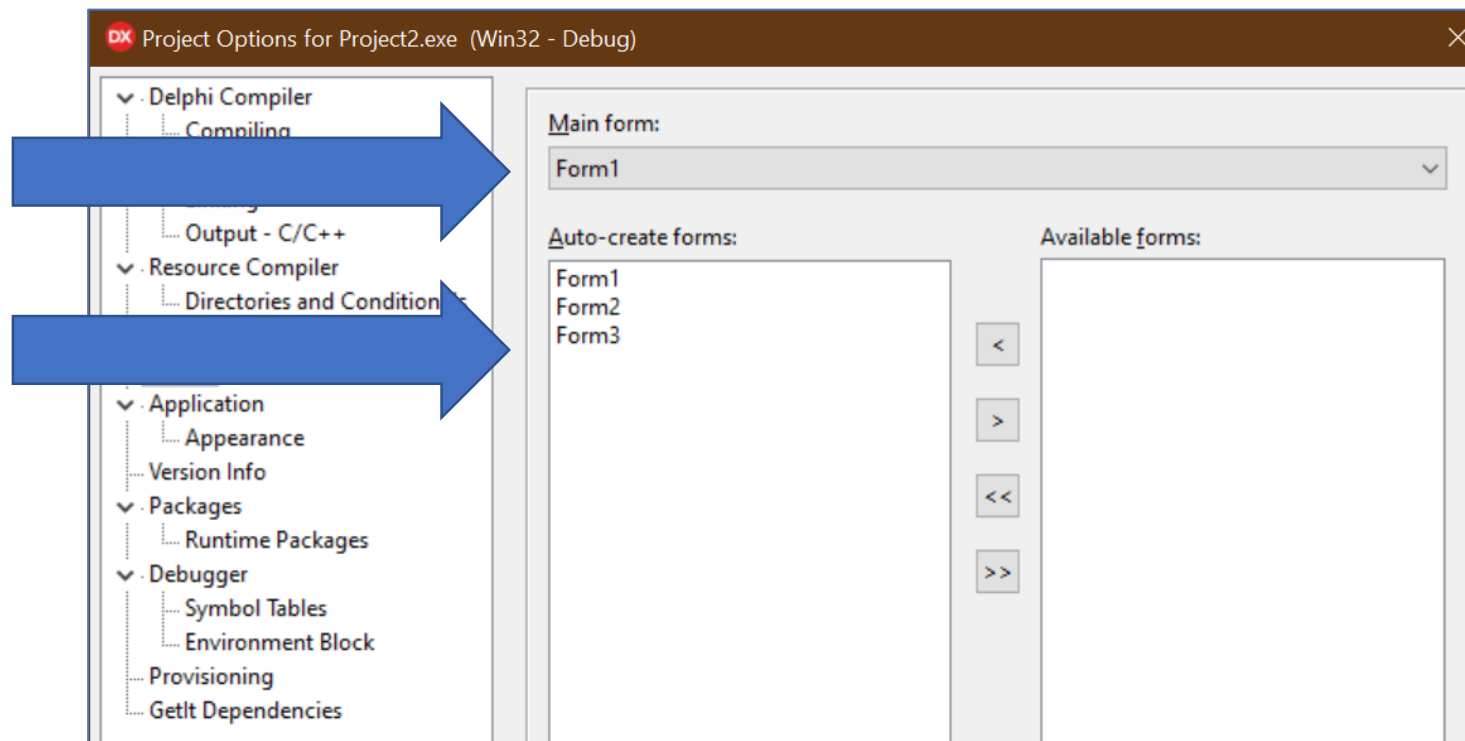 DX Project Options for Project2.exe (Win32 - Debug)
Delphi Compiler
Compiling
Output - C/C++
Resource Compiler
Directories and
Application
Appearance
Version Info
Packages
Runtime Packages
Debugger
Symbol Tables
Environment Block
Provisioning
GetIt Dependencies
Main form:
Form1
Auto-create forms:
Form1
Form2
Form3
<
>
<<
>>
Available forms: